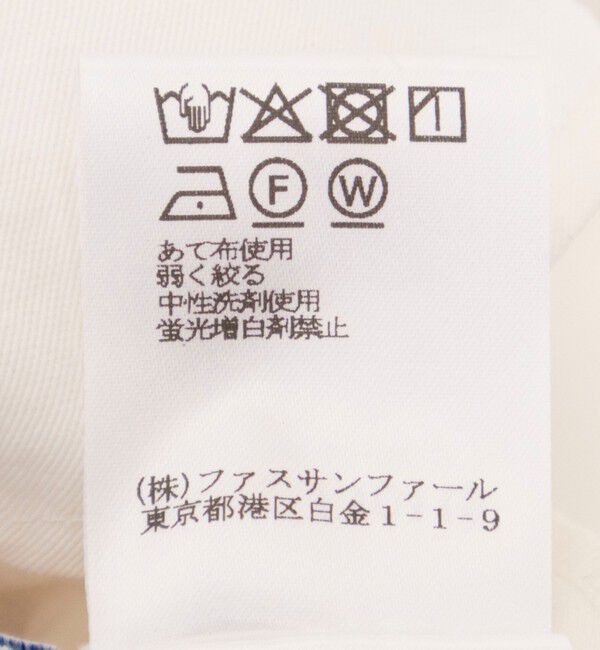 F W
あて布使用
弱く絞る
中性洗剤使用
蛍光増白剤禁止
(株)ファスサンファール
東京都港区白金1-1-9